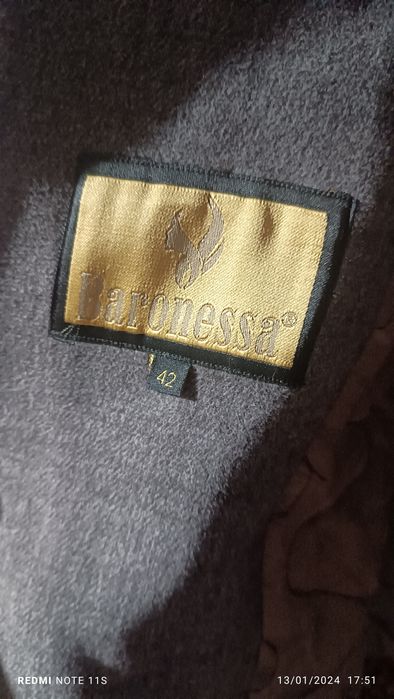 Baronessa®
42
REDMI NOTE 11S
13/01/2024 17:51